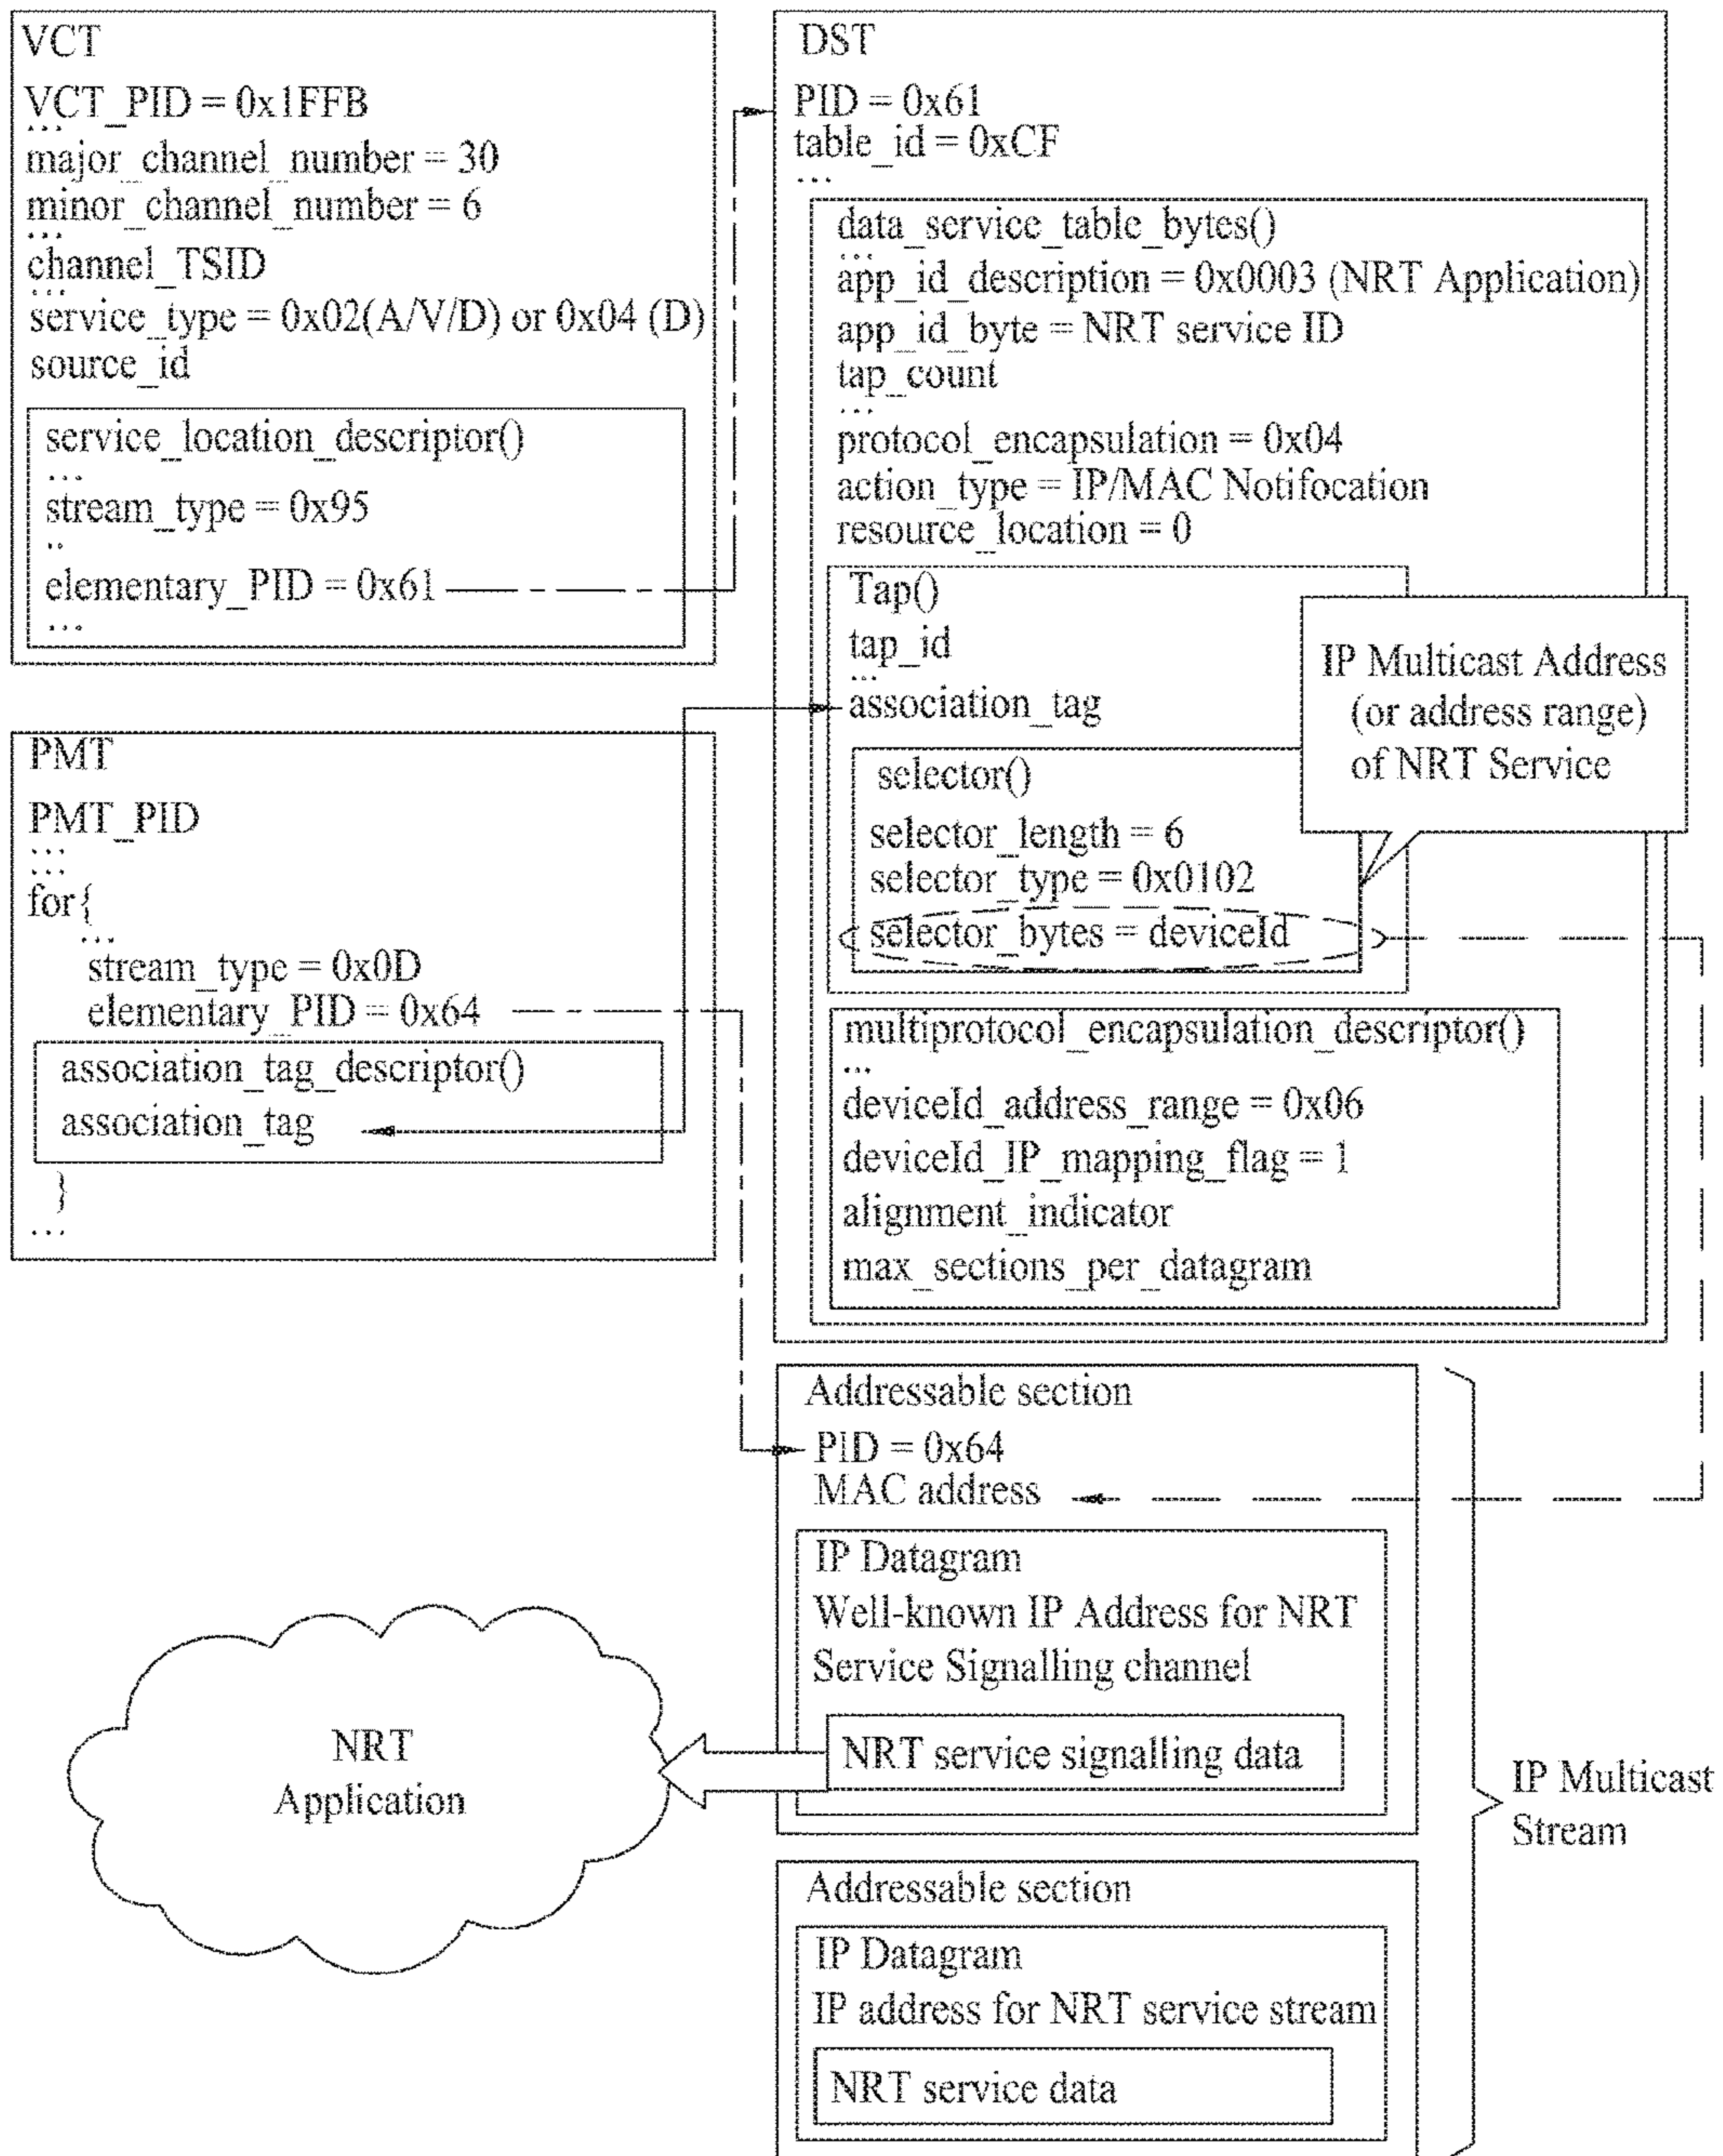 VCT
VCT_PID = 0x1FFB
...
major_channel_number = 30
minor_channel_number = 6
...
channel_TSID
...
service_type = 0x02(A/V/D) or 0x04 (D)
source_id
service_location_descriptor()
...
stream_type = 0x95
..
elementary_PID = 0x61
...
PMT
PMT_PID
...
...
for{
...
stream_type = 0x0D
elementary_PID = 0x64
association_tag_descriptor()
association_tag
}
...
DST
PID = 0x61
table_id = 0xCF
...
data_service_table_bytes()
...
app_id_description = 0x0003 (NRT Application)
app_id_byte = NRT service ID
tap_count
...
protocol_encapsulation = 0x04
action_type = IP/MAC Notifocation
resource_location = 0
Tap()
tap_id
...
association_tag
selector()
selector_length = 6
selector_type = 0x0102
selector_bytes = deviceId
IP Multicast Address
(or address range)
of NRT Service
multiprotocol_encapsulation_descriptor()
...
deviceId_address_range = 0x06
deviceId_IP_mapping_flag = 1
alignment_indicator
max_sections_per_datagram
Addressable section
PID = 0x64
MAC address
IP Datagram
Well-known IP Address for NRT
Service Signalling channel
NRT service signalling data
NRT
Application
IP Multicast
Stream
Addressable section
IP Datagram
IP address for NRT service stream
NRT service data